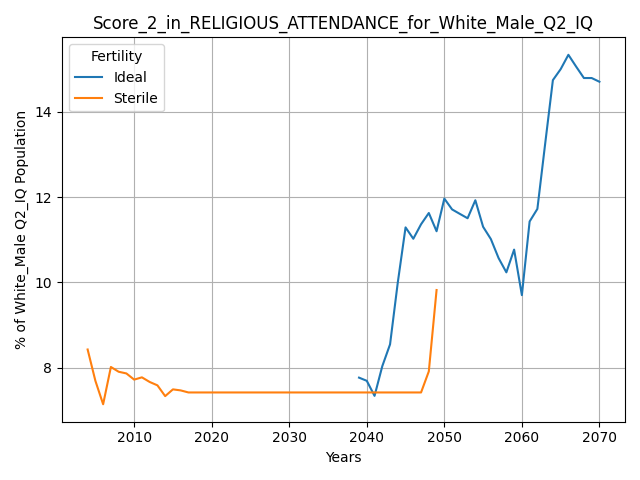 Score_2_in_RELIGIOUS_ATTENDANCE_for_White_Male_Q2_IQ
Fertility
Ideal
Sterile
% of White_Male Q2_IQ Population
14
12
10
8
2010 2020 2030 2040 2050 2060 2070
Years